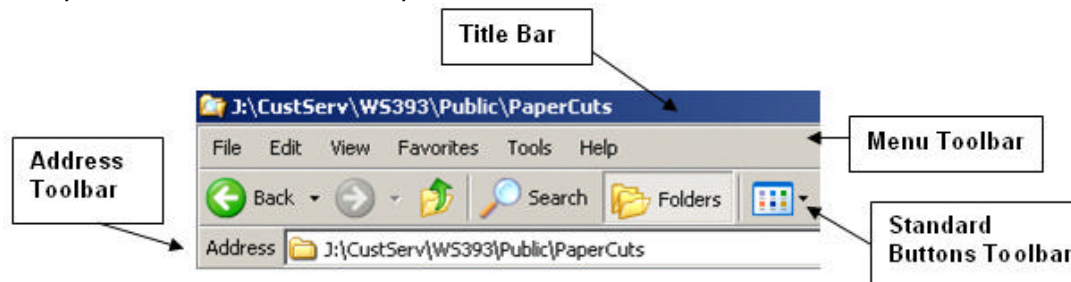 Title Bar
J:\CustServ\WS393\Public\PaperCuts
File Edit View Favorites Tools Help
Menu Toolbar
Address
Toolbar
Back Search Folders
Standard
Buttons Toolbar
Address J:\CustServ\WS393\Public\PaperCuts